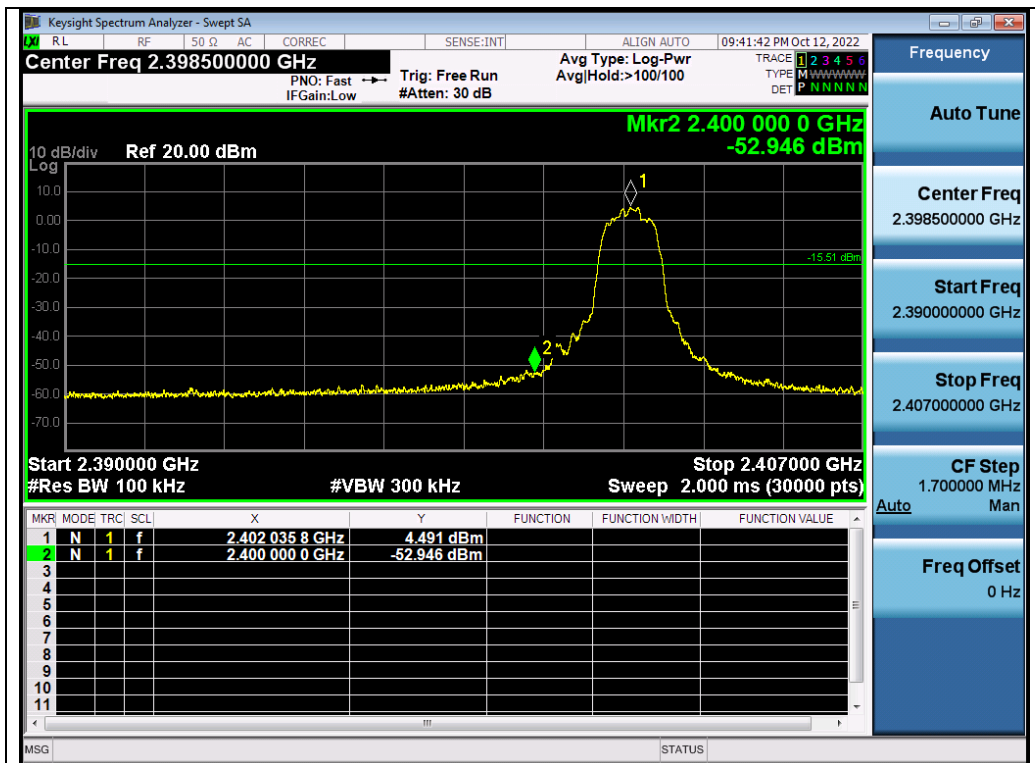 Keysight Spectrum Analyzer - Swept SA
LXI RL RF 50 Ω AC CORREC SENSE:INT ALIGN AUTO 09:41:42 PM Oct 12, 2022
Center Freq 2.398500000 GHz
PNO: Fast
IFGain:Low
Trig: Free Run
#Atten: 30 dB
Avg Type: Log-Pwr
Avg|Hold:>100/100
TRACE 1 2 3 4 5 6
TYPE M WWWWW
DET P N N N N N
Mkr2 2.400 000 0 GHz
-52.946 dBm
10 dB/div Ref 20.00 dBm
Log
10.0
0.00
-10.0
-20.0
-30.0
-40.0
-50.0
-60.0
-70.0
1
-15.51 dBm
2
Start 2.390000 GHz Stop 2.407000 GHz
#Res BW 100 kHz #VBW 300 kHz Sweep 2.000 ms (30000 pts)
MKR MODE TRC SCL X Y FUNCTION FUNCTION WIDTH FUNCTION VALUE
1 N 1 f 2.402 035 8 GHz 4.491 dBm
2 N 1 f 2.400 000 0 GHz -52.946 dBm
3
4
5
6
7
8
9
10
11
MSG STATUS
Frequency
Auto Tune
Center Freq
2.398500000 GHz
Start Freq
2.390000000 GHz
Stop Freq
2.407000000 GHz
CF Step
1.700000 MHz
Auto Man
Freq Offset
0 Hz